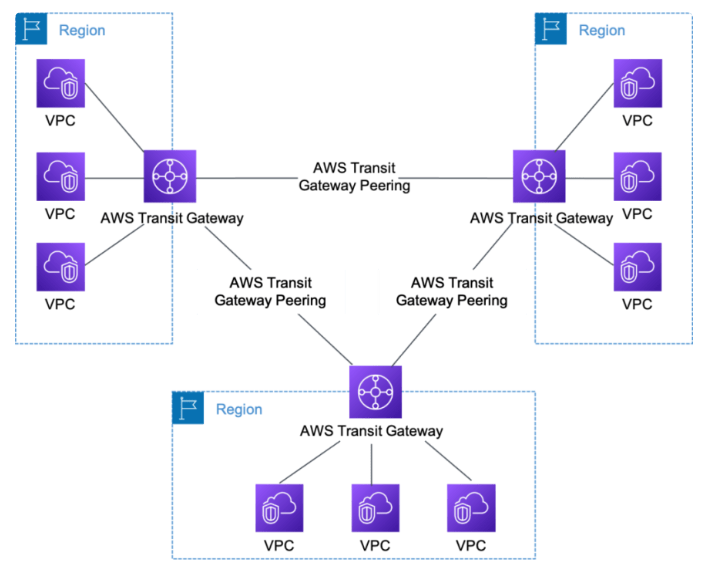 Region
Region
VPC
VPC
AWS Transit
Gateway Peering
VPC
VPC
AWS Transit Gateway
AWS Transit Gateway
AWS Transit
Gateway Peering
AWS Transit
Gateway Peering
VPC
VPC
Region
AWS Transit Gateway
VPC
VPC
VPC